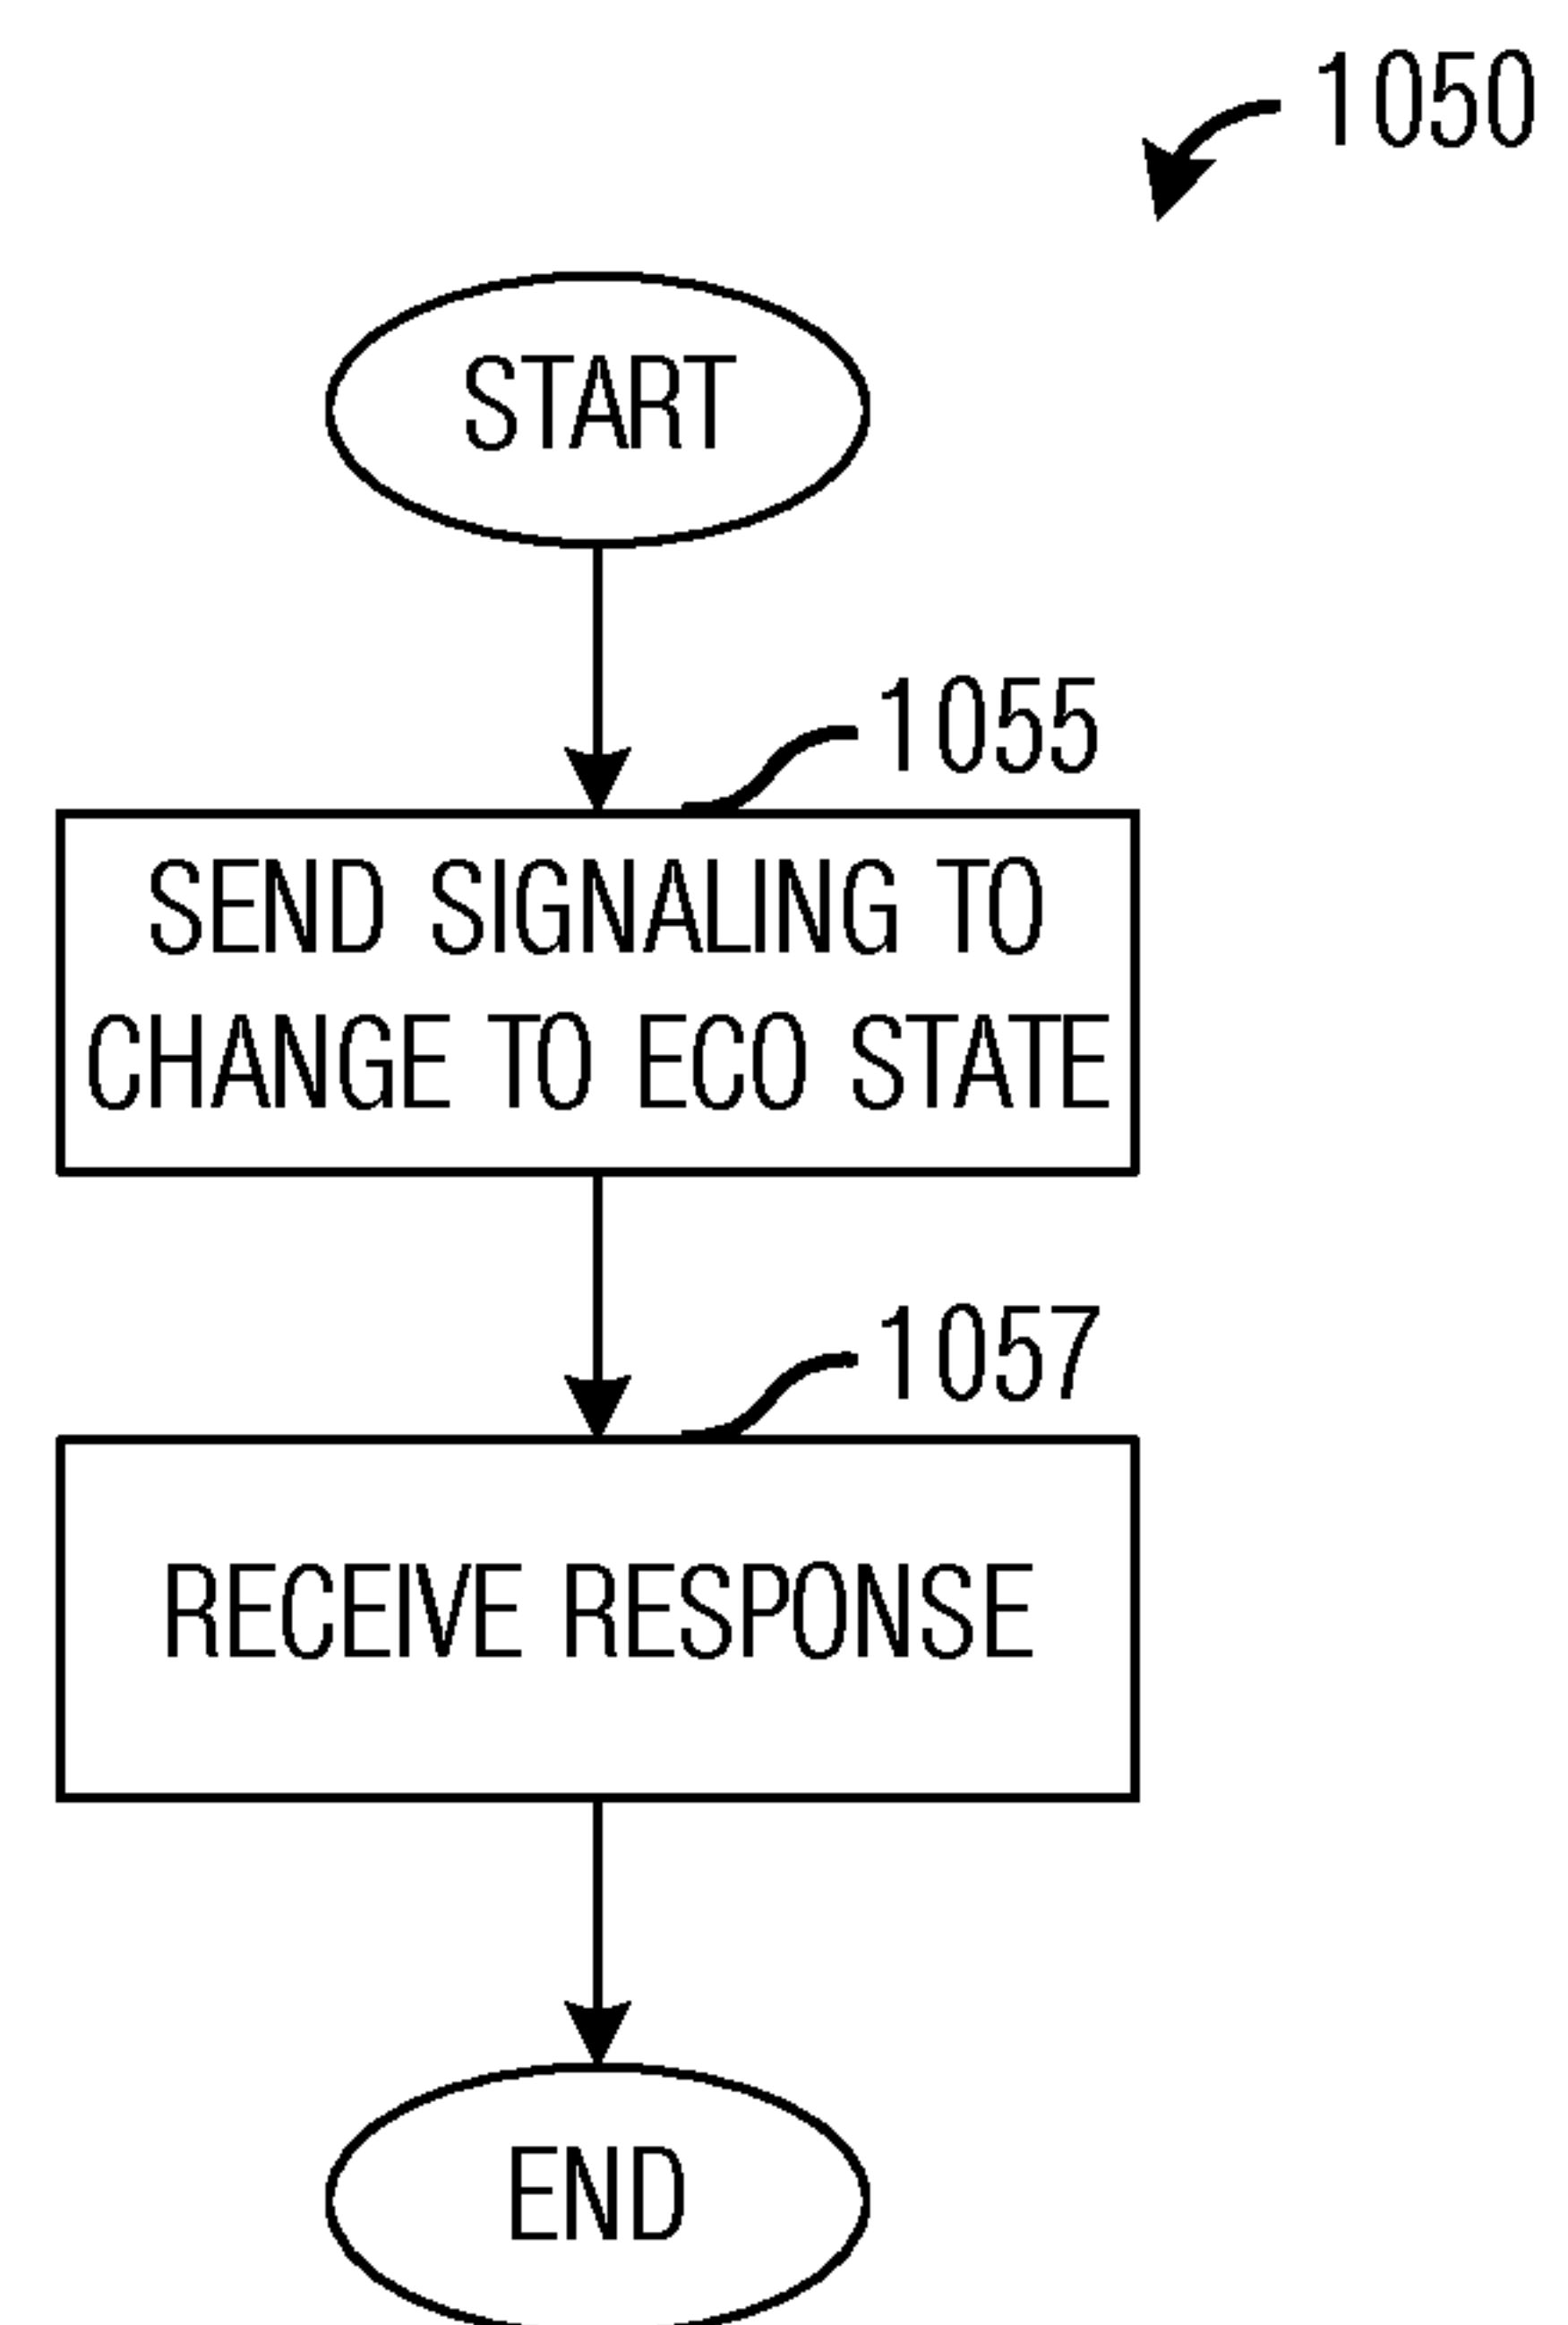 1050
START
1055
SEND SIGNALING TO
CHANGE TO ECO STATE
1057
RECEIVE RESPONSE
END